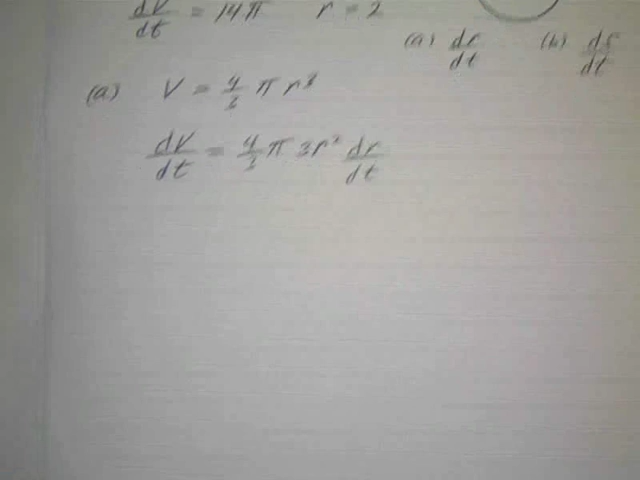 dV/dt = 14π r = 2
(a) dr/dt (b) dS/dt
(a) V = 4/3 π r³
dV/dt = 4/3 π 3r² dr/dt